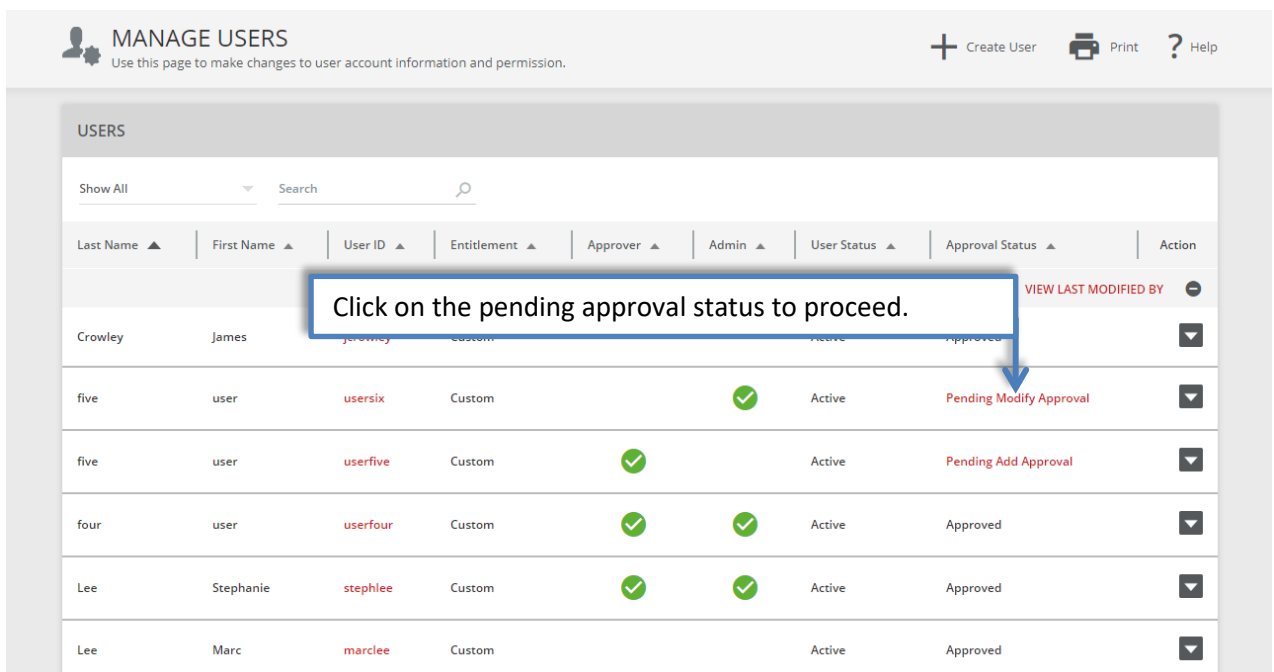 MANAGE USERS
Use this page to make changes to user account information and permission.
Create User Print ? Help
USERS
Show All Search
Last Name First Name User ID Entitlement Approver Admin User Status Approval Status Action
VIEW LAST MODIFIED BY
Click on the pending approval status to proceed.
Crowley James jcrowley Custom Active Approved
five user usersix Custom Active Pending Modify Approval
five user userfive Custom Active Pending Add Approval
four user userfour Custom Active Approved
Lee Stephanie stephlee Custom Active Approved
Lee Marc marclee Custom Active Approved